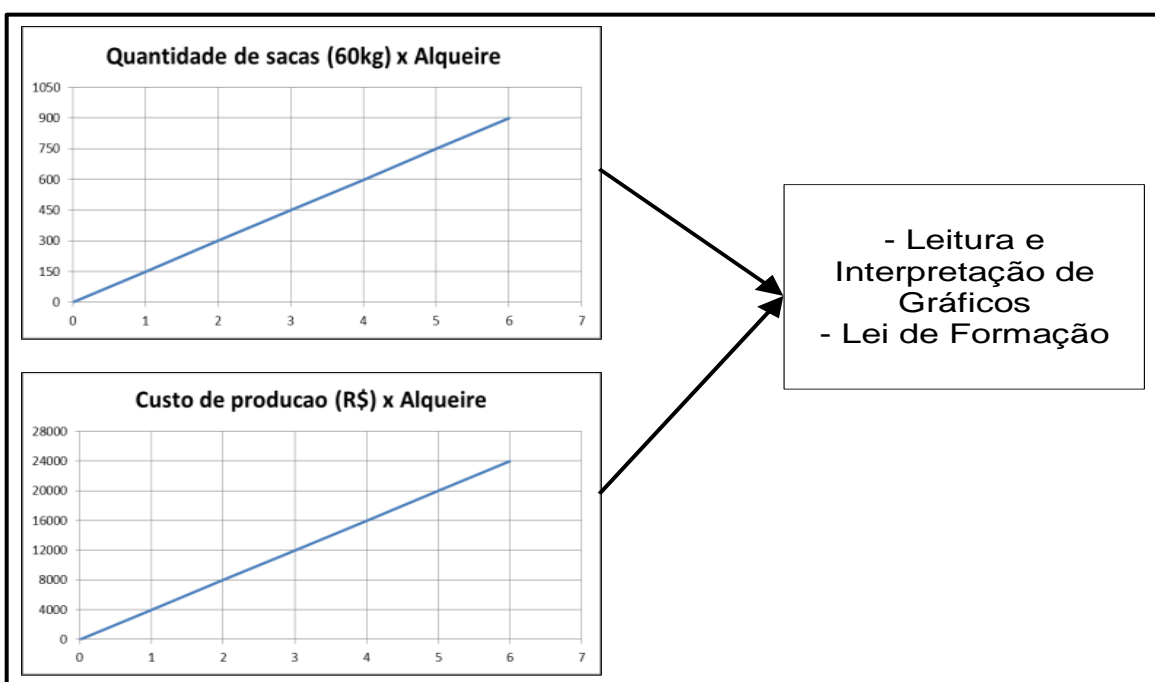 Quantidade de sacas (60kg) x Alqueire
1050
900
750
600
450
300
150
0
0 1 2 3 4 5 6 7
- Leitura e
Interpretação de
Gráficos
- Lei de Formação
Custo de producao (R$) x Alqueire
28000
24000
20000
16000
12000
8000
4000
0
0 1 2 3 4 5 6 7